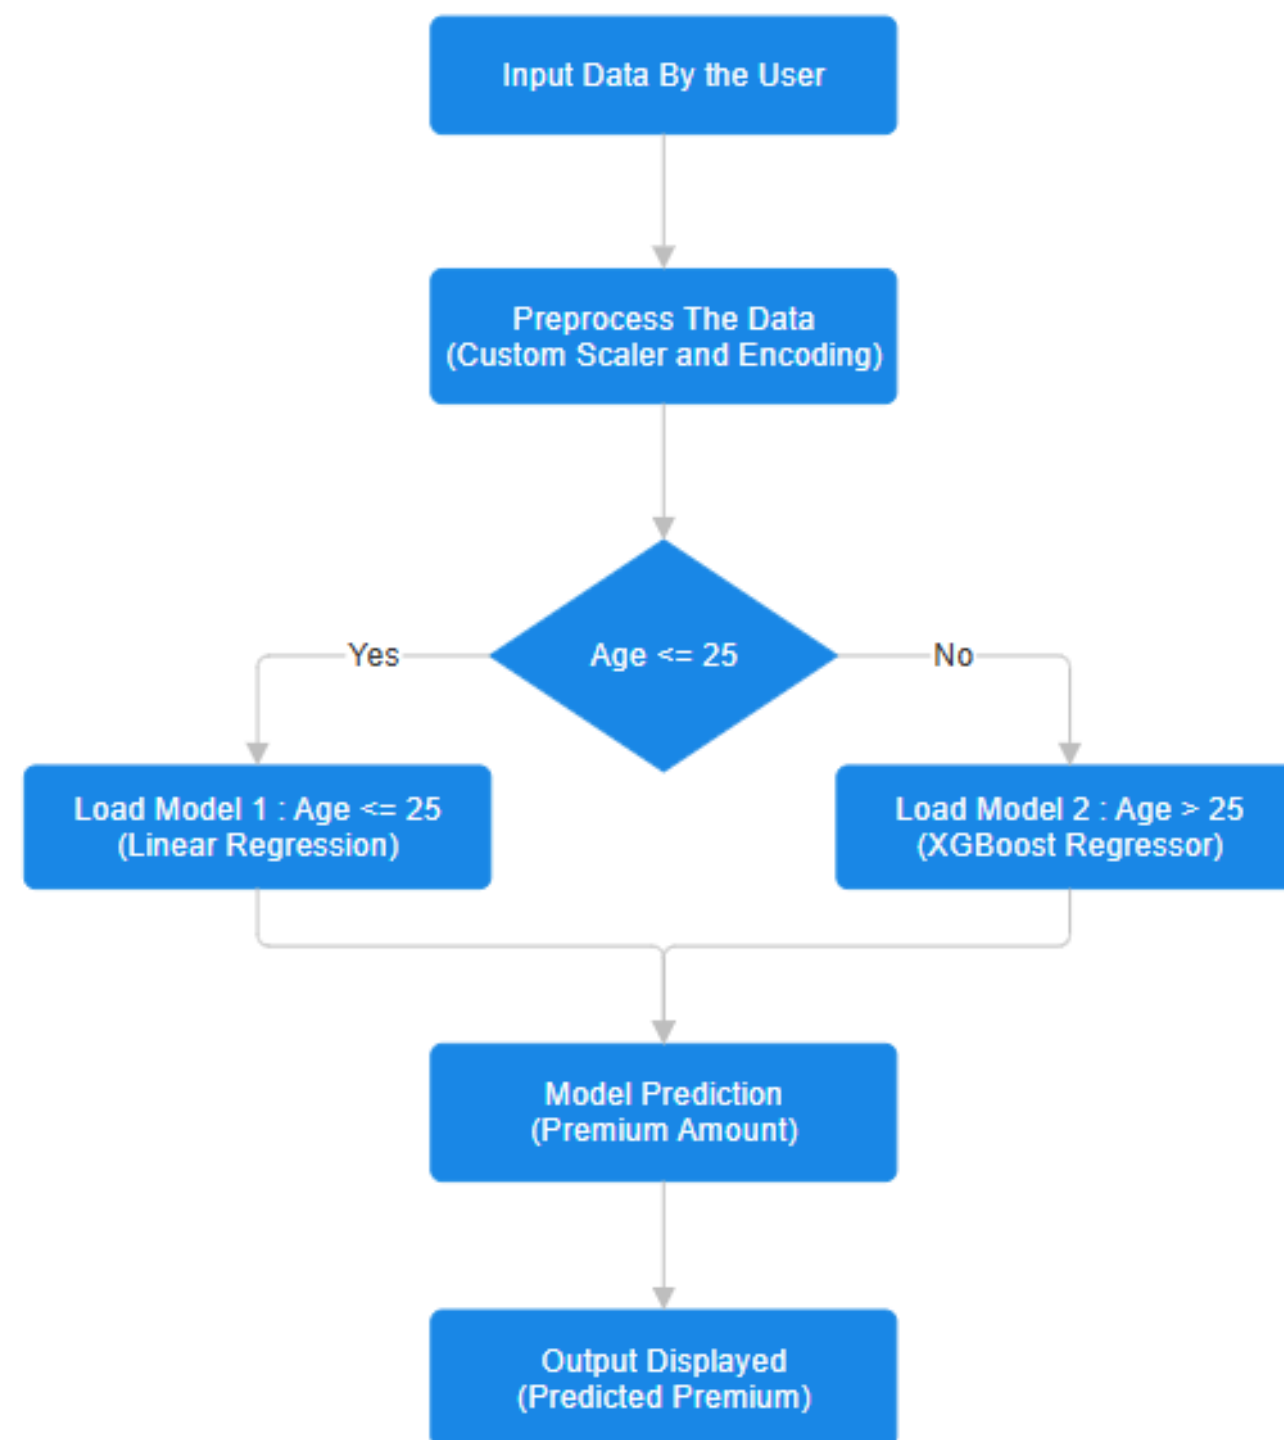 Input Data By the User
Preprocess The Data
(Custom Scaler and Encoding)
Age <= 25
Yes
No
Load Model 1 : Age <= 25
(Linear Regression)
Load Model 2 : Age > 25
(XGBoost Regressor)
Model Prediction
(Premium Amount)
Output Displayed
(Predicted Premium)